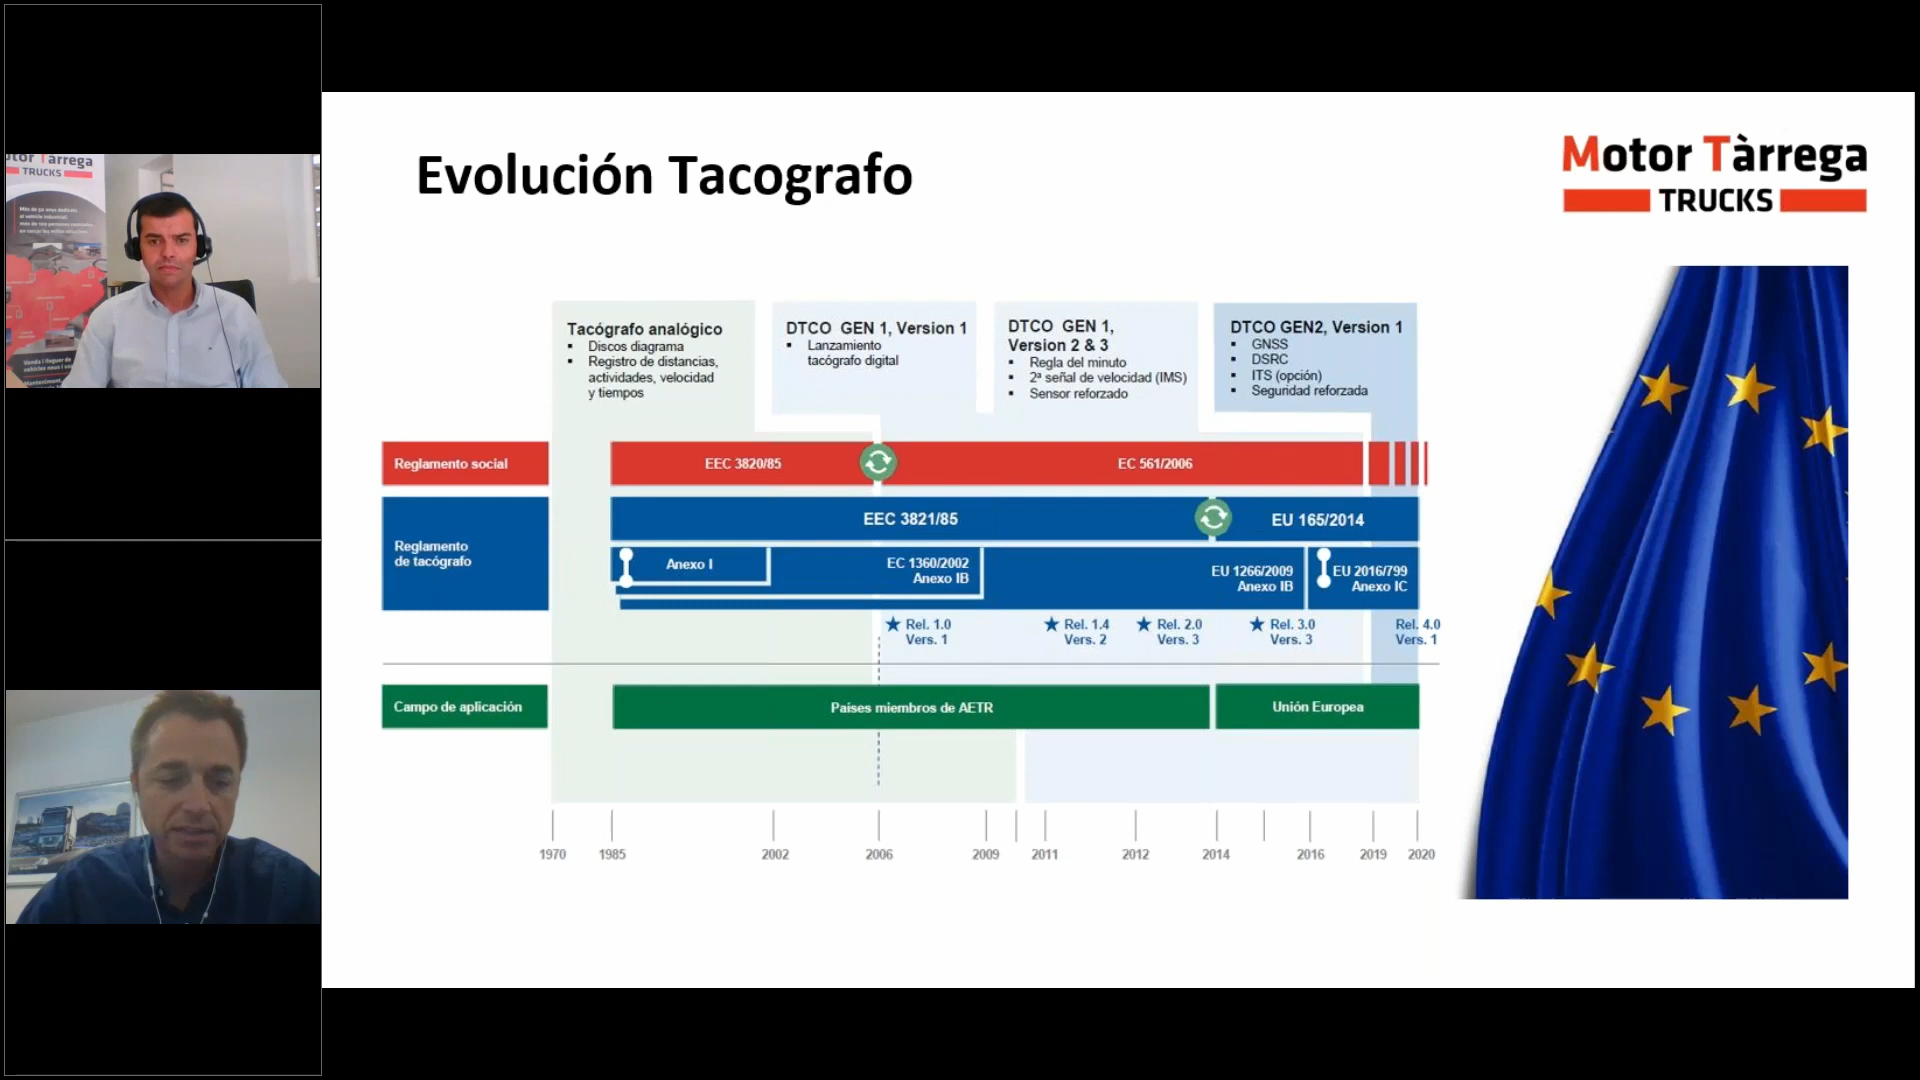 tor Tàrrega
TRUCKS
Evolución Tacografo
Motor Tàrrega
TRUCKS
Tacógrafo analógico
▪ Discos diagrama
▪ Registro de distancias,
actividades, velocidad
y tiempos
DTCO GEN 1, Version 1
▪ Lanzamiento
tacógrafo digital
DTCO GEN 1,
Version 2 & 3
▪ Regla del minuto
▪ 2ª señal de velocidad (IMS)
▪ Sensor reforzado
DTCO GEN2, Version 1
▪ GNSS
▪ DSRC
▪ ITS (opción)
▪ Seguridad reforzada
Reglamento social
EEC 3820/85
EC 561/2006
Reglamento
de tacógrafo
EEC 3821/85
EU 165/2014
Anexo I
EC 1360/2002
Anexo IB
EU 1266/2009
Anexo IB
EU 2016/799
Anexo IC
★ Rel. 1.0
Vers. 1
★ Rel. 1.4
Vers. 2
★ Rel. 2.0
Vers. 3
★ Rel. 3.0
Vers. 3
Rel. 4.0
Vers. 1
Campo de aplicación
Países miembros de AETR
Unión Europea
1970 1985 2002 2006 2009 2011 2012 2014 2016 2019 2020